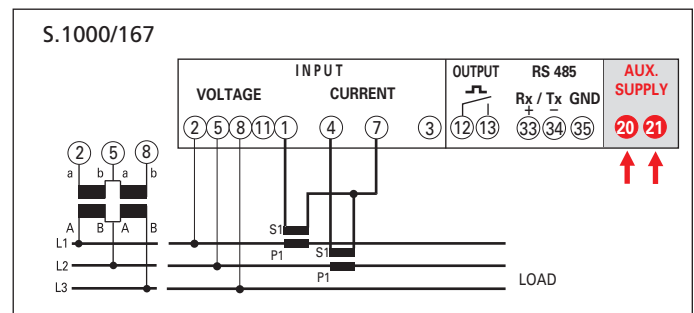 S.1000/167
INPUT
OUTPUT
RS 485
AUX.
SUPPLY
VOLTAGE
CURRENT
Rx / Tx GND
+ −
2 5 8 11 1 4 7 3 12 13 33 34 35 20 21
2 5 8
a b a b
A B A B
S1
L1
P1
S1
L2
P1
L3
LOAD